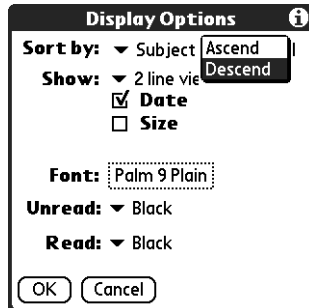 Display Options i
Sort by: Subject Ascend
Descend
Show: 2 line vie
Date
Size
Font: Palm 9 Plain
Unread: Black
Read: Black
OK Cancel